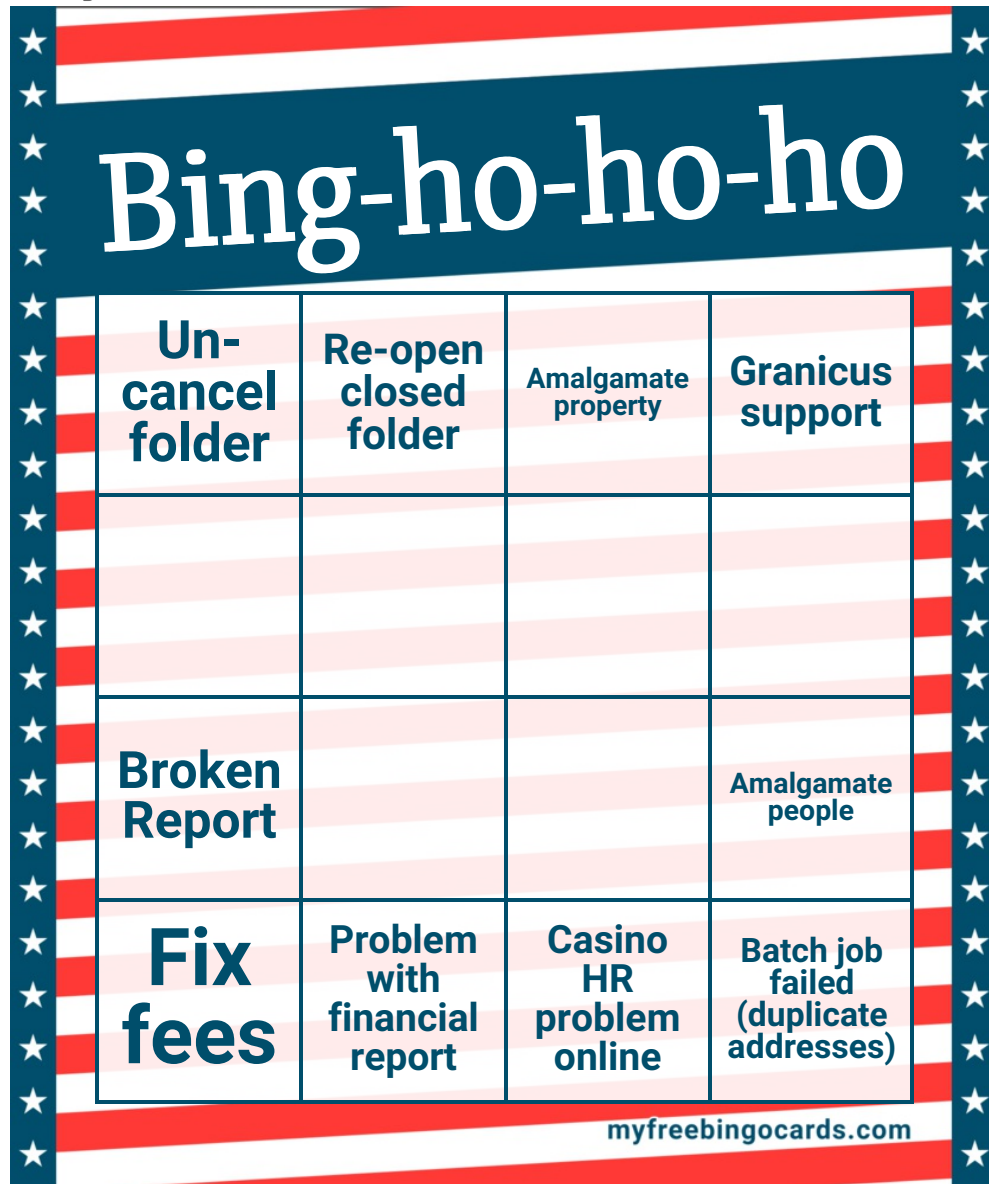 Bing-ho-ho-ho
Un-
cancel
folder
Re-open
closed
folder
Amalgamate
property
Granicus
support
Broken
Report
Amalgamate
people
Fix
fees
Problem
with
financial
report
Casino
HR
problem
online
Batch job
failed
(duplicate
addresses)
myfreebingocards.com